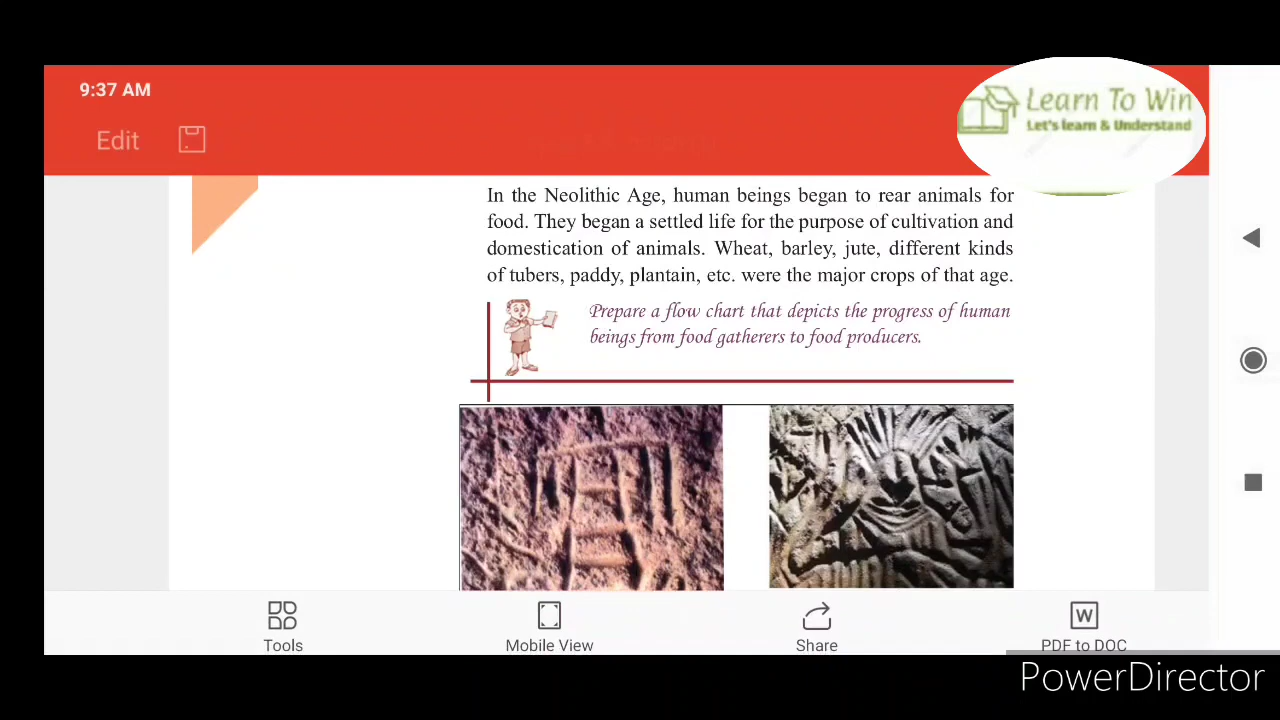 9:37 AM
Learn To Win
Let's learn & Understand
Edit
In the Neolithic Age, human beings began to rear animals for
food. They began a settled life for the purpose of cultivation and
domestication of animals. Wheat, barley, jute, different kinds
of tubers, paddy, plantain, etc. were the major crops of that age.
Prepare a flow chart that depicts the progress of human
beings from food gatherers to food producers.
W
Tools
Mobile View
Share
PDF to DOC
PowerDirector